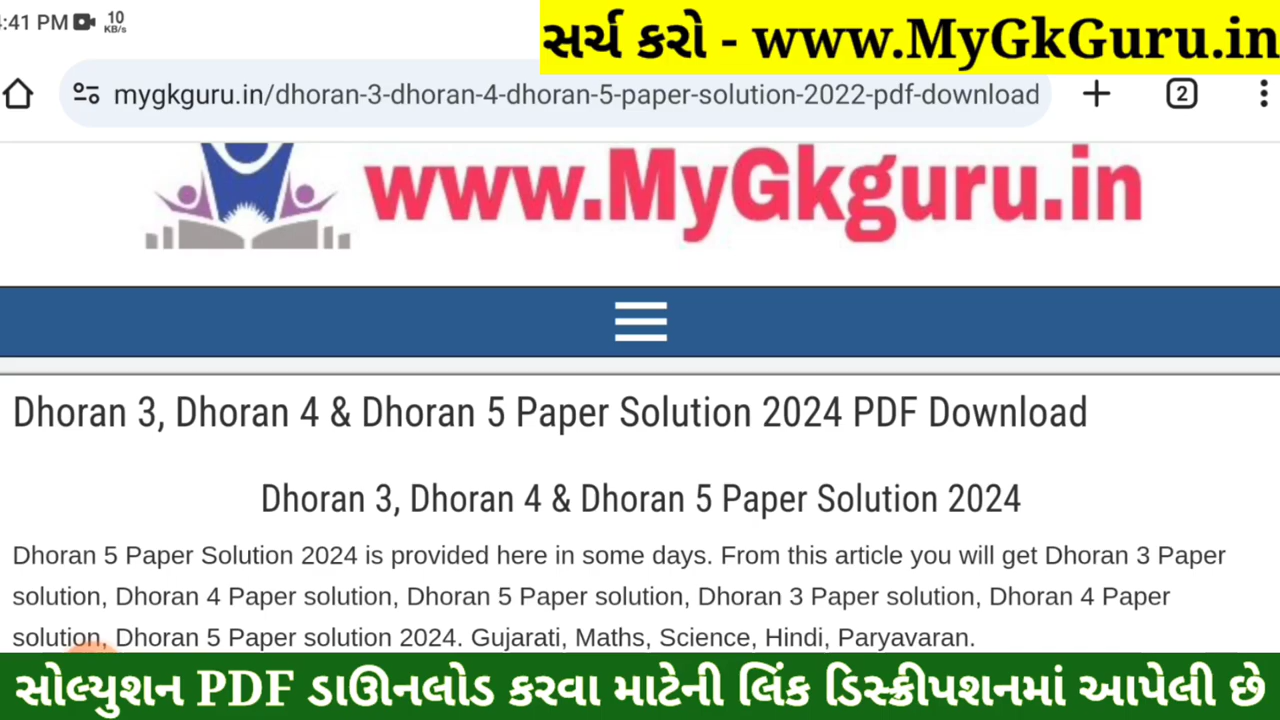 :41 PM 10 KB/s
સર્ચ કરો - www.MyGkGuru.in
mygkguru.in/dhoran-3-dhoran-4-dhoran-5-paper-solution-2022-pdf-download
2
www.MyGkguru.in
Dhoran 3, Dhoran 4 & Dhoran 5 Paper Solution 2024 PDF Download
Dhoran 3, Dhoran 4 & Dhoran 5 Paper Solution 2024
Dhoran 5 Paper Solution 2024 is provided here in some days. From this article you will get Dhoran 3 Paper
solution, Dhoran 4 Paper solution, Dhoran 5 Paper solution, Dhoran 3 Paper solution, Dhoran 4 Paper
solution, Dhoran 5 Paper solution 2024. Gujarati, Maths, Science, Hindi, Paryavaran.
સોલ્યુશન PDF ડાઊનલોડ કરવા માટેની લિંક ડિસ્ક્રીપશનમાં આપેલી છે